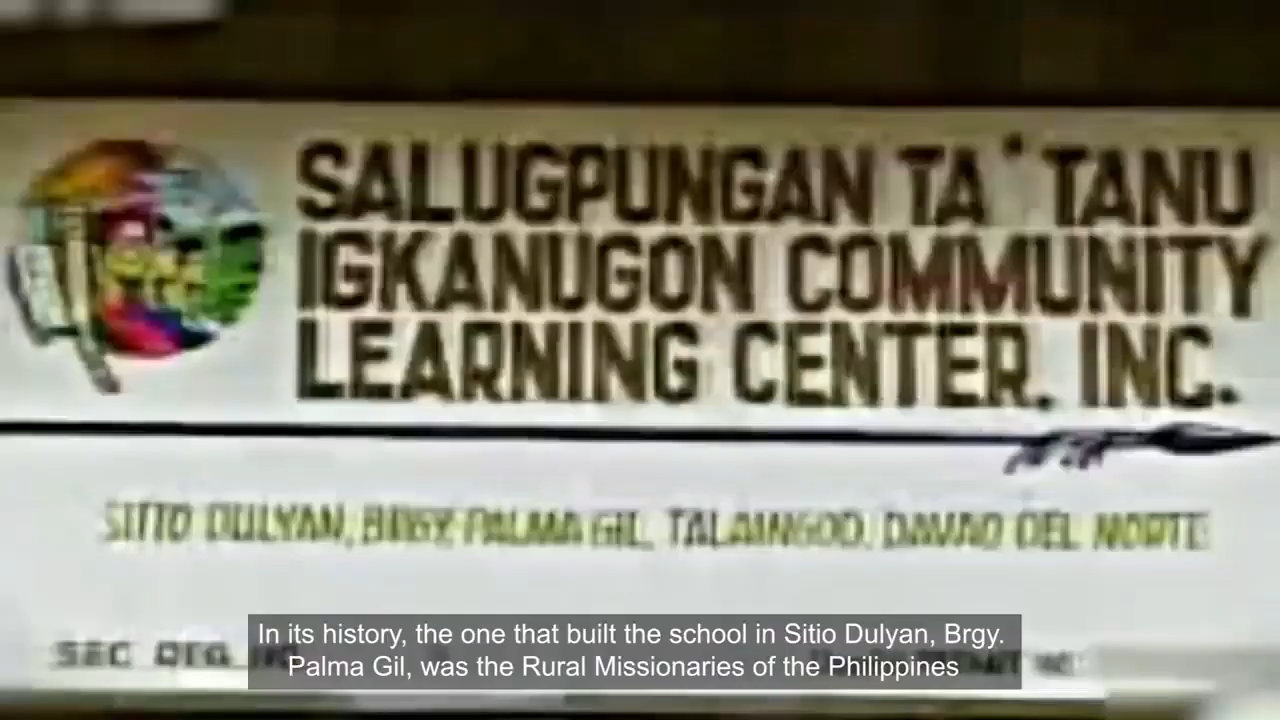 SALUGPUNGAN TA' TANU
IGKANUGON COMMUNITY
LEARNING CENTER, INC.
SITIO DULYAN, BRGY. PALMA GIL, TALAINGOD, DAVAO DEL NORTE
SEC REG.
In its history, the one that built the school in Sitio Dulyan, Brgy.
Palma Gil, was the Rural Missionaries of the Philippines